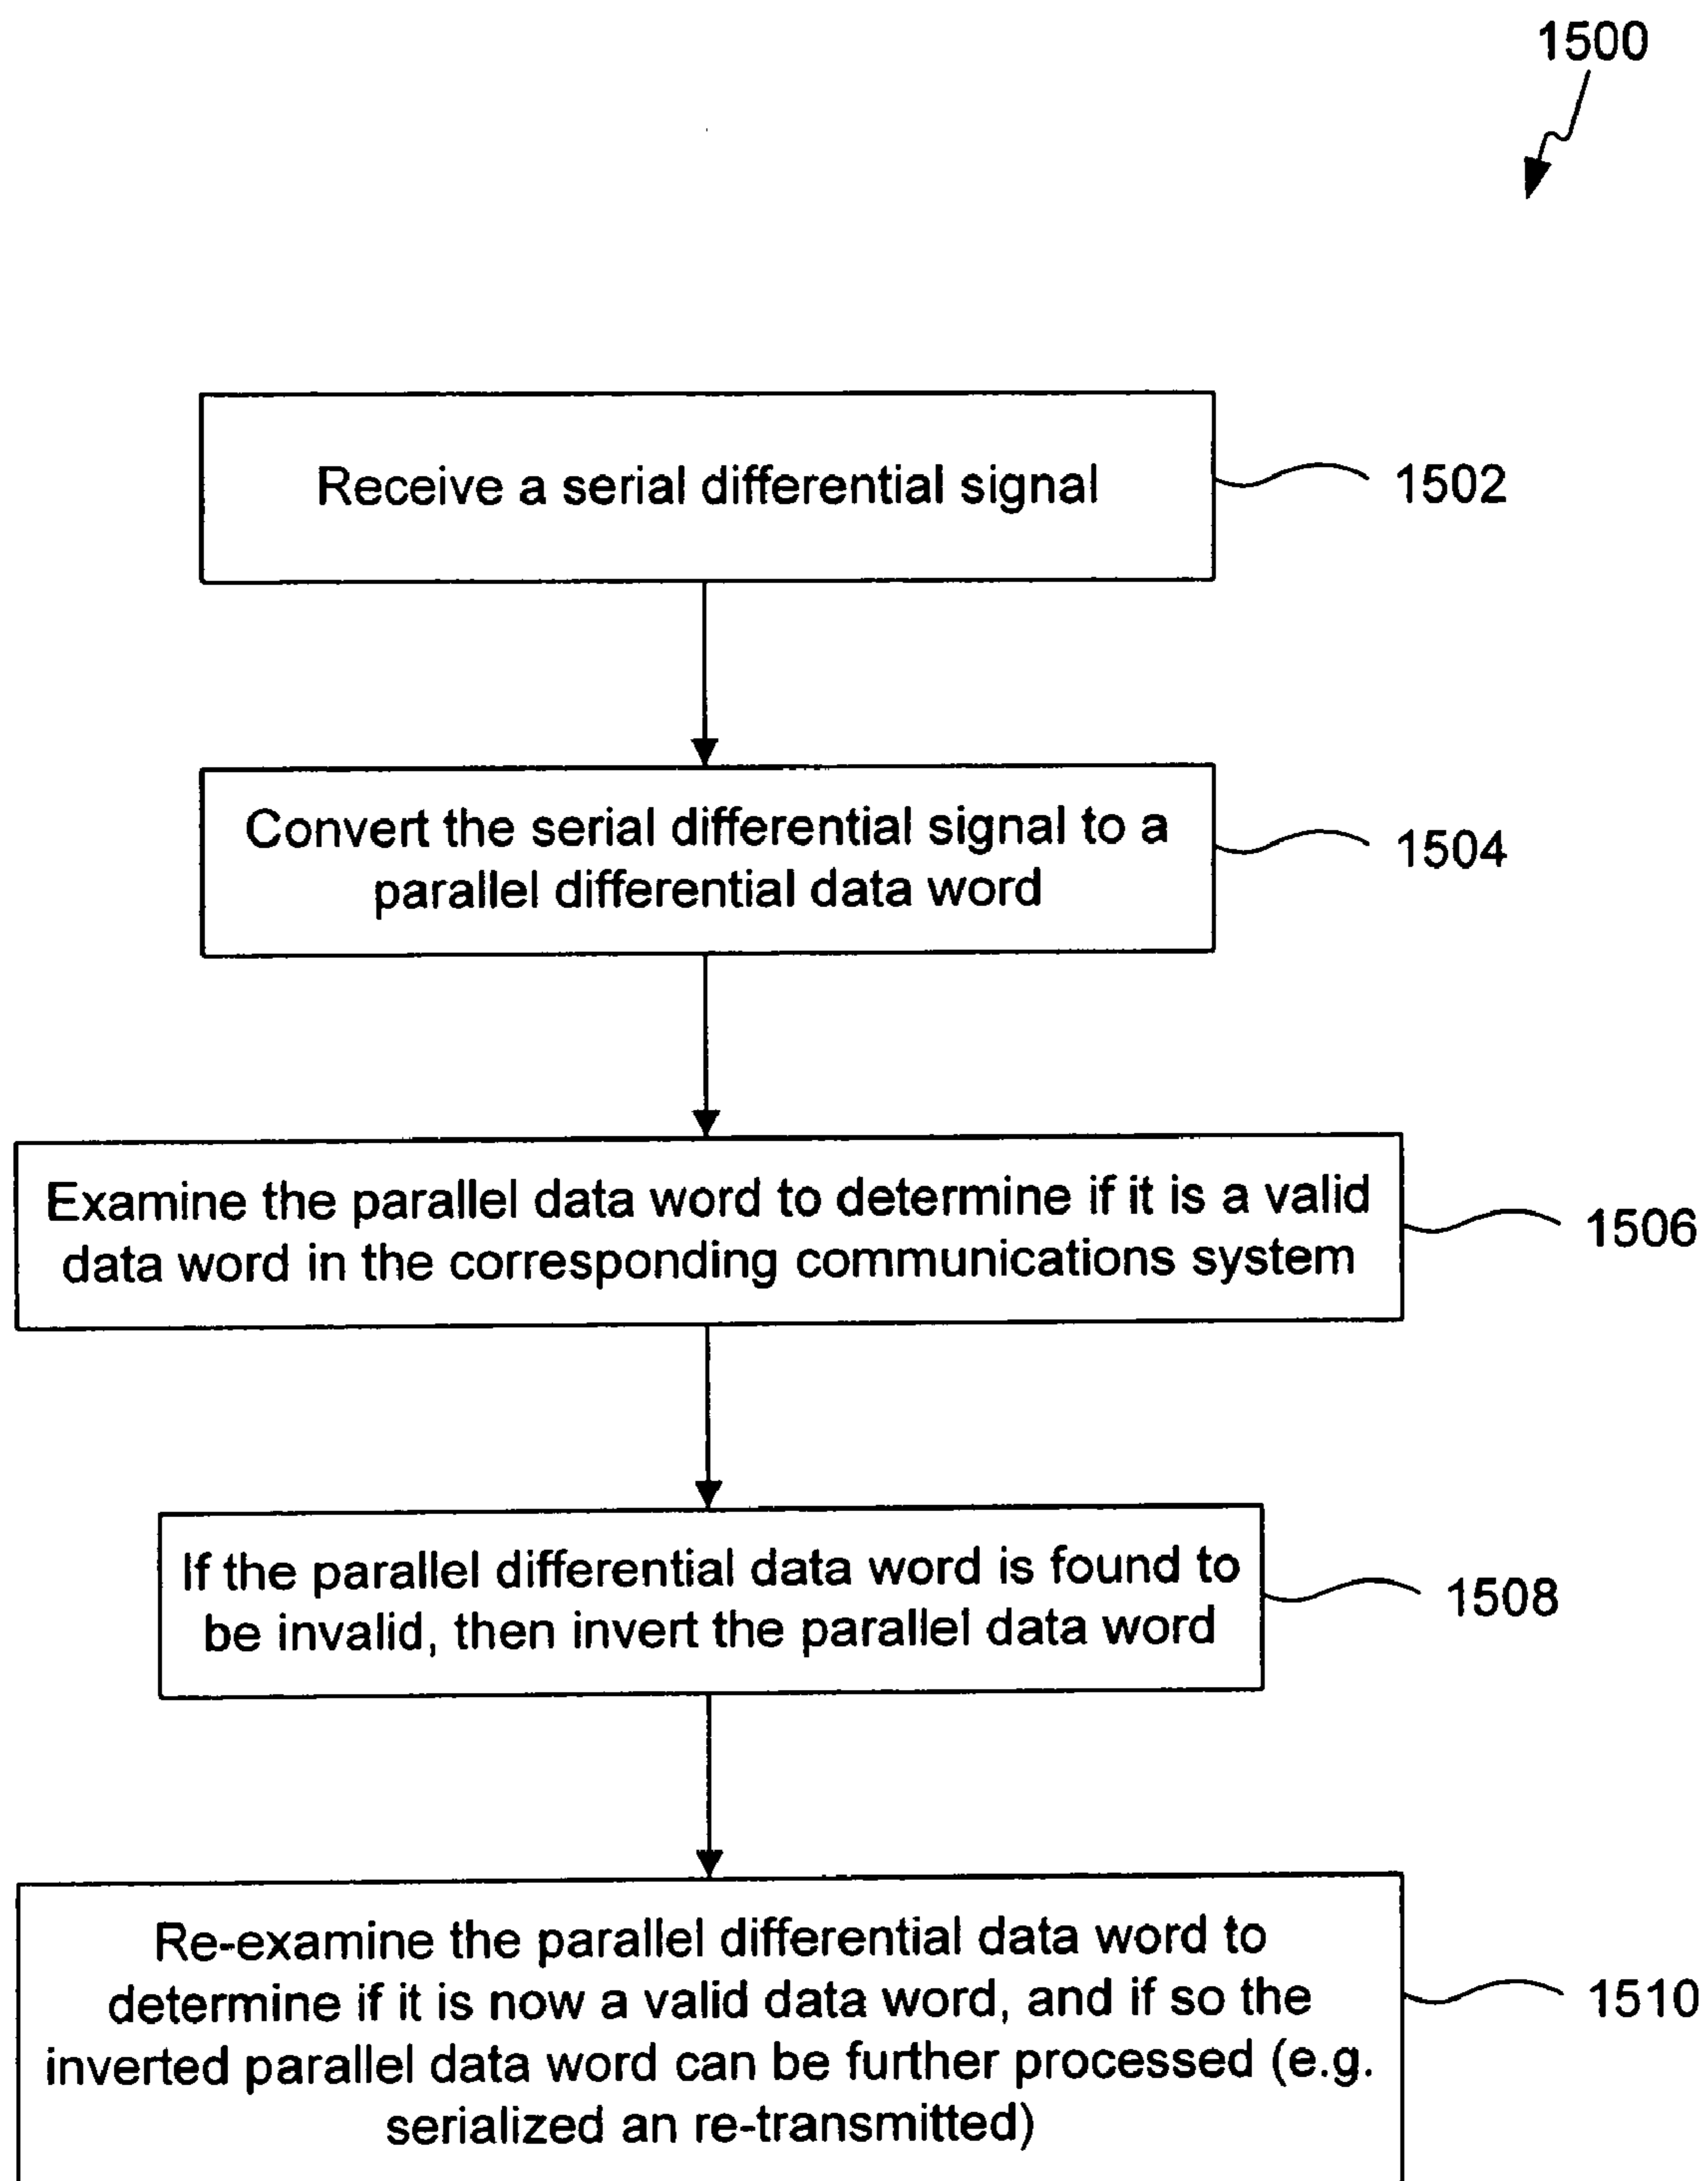 1500
Receive a serial differential signal
1502
Convert the serial differential signal to a
parallel differential data word
1504
Examine the parallel data word to determine if it is a valid
data word in the corresponding communications system
1506
If the parallel differential data word is found to
be invalid, then invert the parallel data word
1508
Re-examine the parallel differential data word to
determine if it is now a valid data word, and if so the
inverted parallel data word can be further processed (e.g.
serialized an re-transmitted)
1510